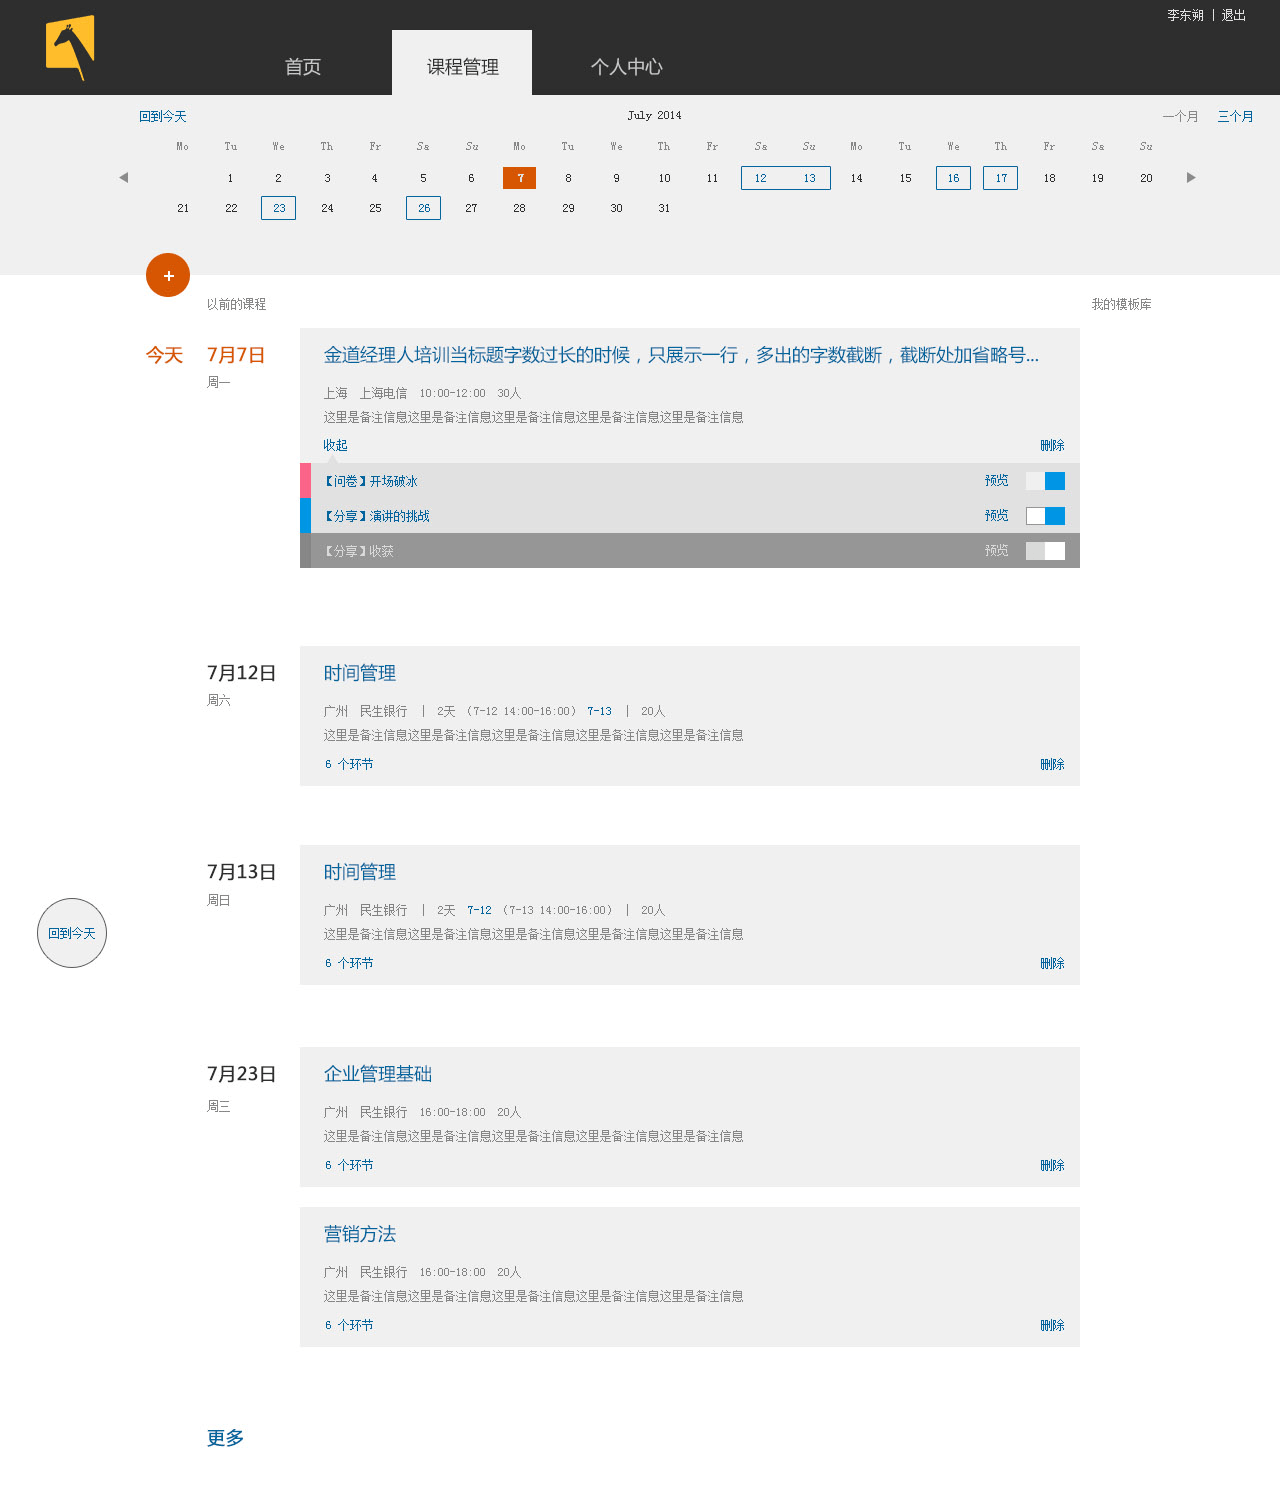 李东朔 | 退出
首页 课程管理 个人中心
回到今天 July 2014 一个月 三个月
Mo Tu We Th Fr Sa Su Mo Tu We Th Fr Sa Su Mo Tu We Th Fr Sa Su
1 2 3 4 5 6 7 8 9 10 11 12 13 14 15 16 17 18 19 20
21 22 23 24 25 26 27 28 29 30 31
+
以前的课程 我的模板库
今天 7月7日 金道经理人培训当标题字数过长的时候，只展示一行，多出的字数截断，截断处加省略号...
周一
上海 上海电信 10:00-12:00 30人
这里是备注信息这里是备注信息这里是备注信息这里是备注信息这里是备注信息
收起 删除
【问卷】开场破冰 预览
【分享】演讲的挑战 预览
【分享】收获 预览
7月12日 时间管理
周六
广州 民生银行 | 2天 （7-12 14:00-16:00） 7-13 | 20人
这里是备注信息这里是备注信息这里是备注信息这里是备注信息这里是备注信息
6 个环节 删除
7月13日 时间管理
周日
广州 民生银行 | 2天 7-12 （7-13 14:00-16:00） | 20人
这里是备注信息这里是备注信息这里是备注信息这里是备注信息这里是备注信息
回到今天
6 个环节 删除
7月23日 企业管理基础
周三
广州 民生银行 16:00-18:00 20人
这里是备注信息这里是备注信息这里是备注信息这里是备注信息这里是备注信息
6 个环节 删除
营销方法
广州 民生银行 16:00-18:00 20人
这里是备注信息这里是备注信息这里是备注信息这里是备注信息这里是备注信息
6 个环节 删除
更多